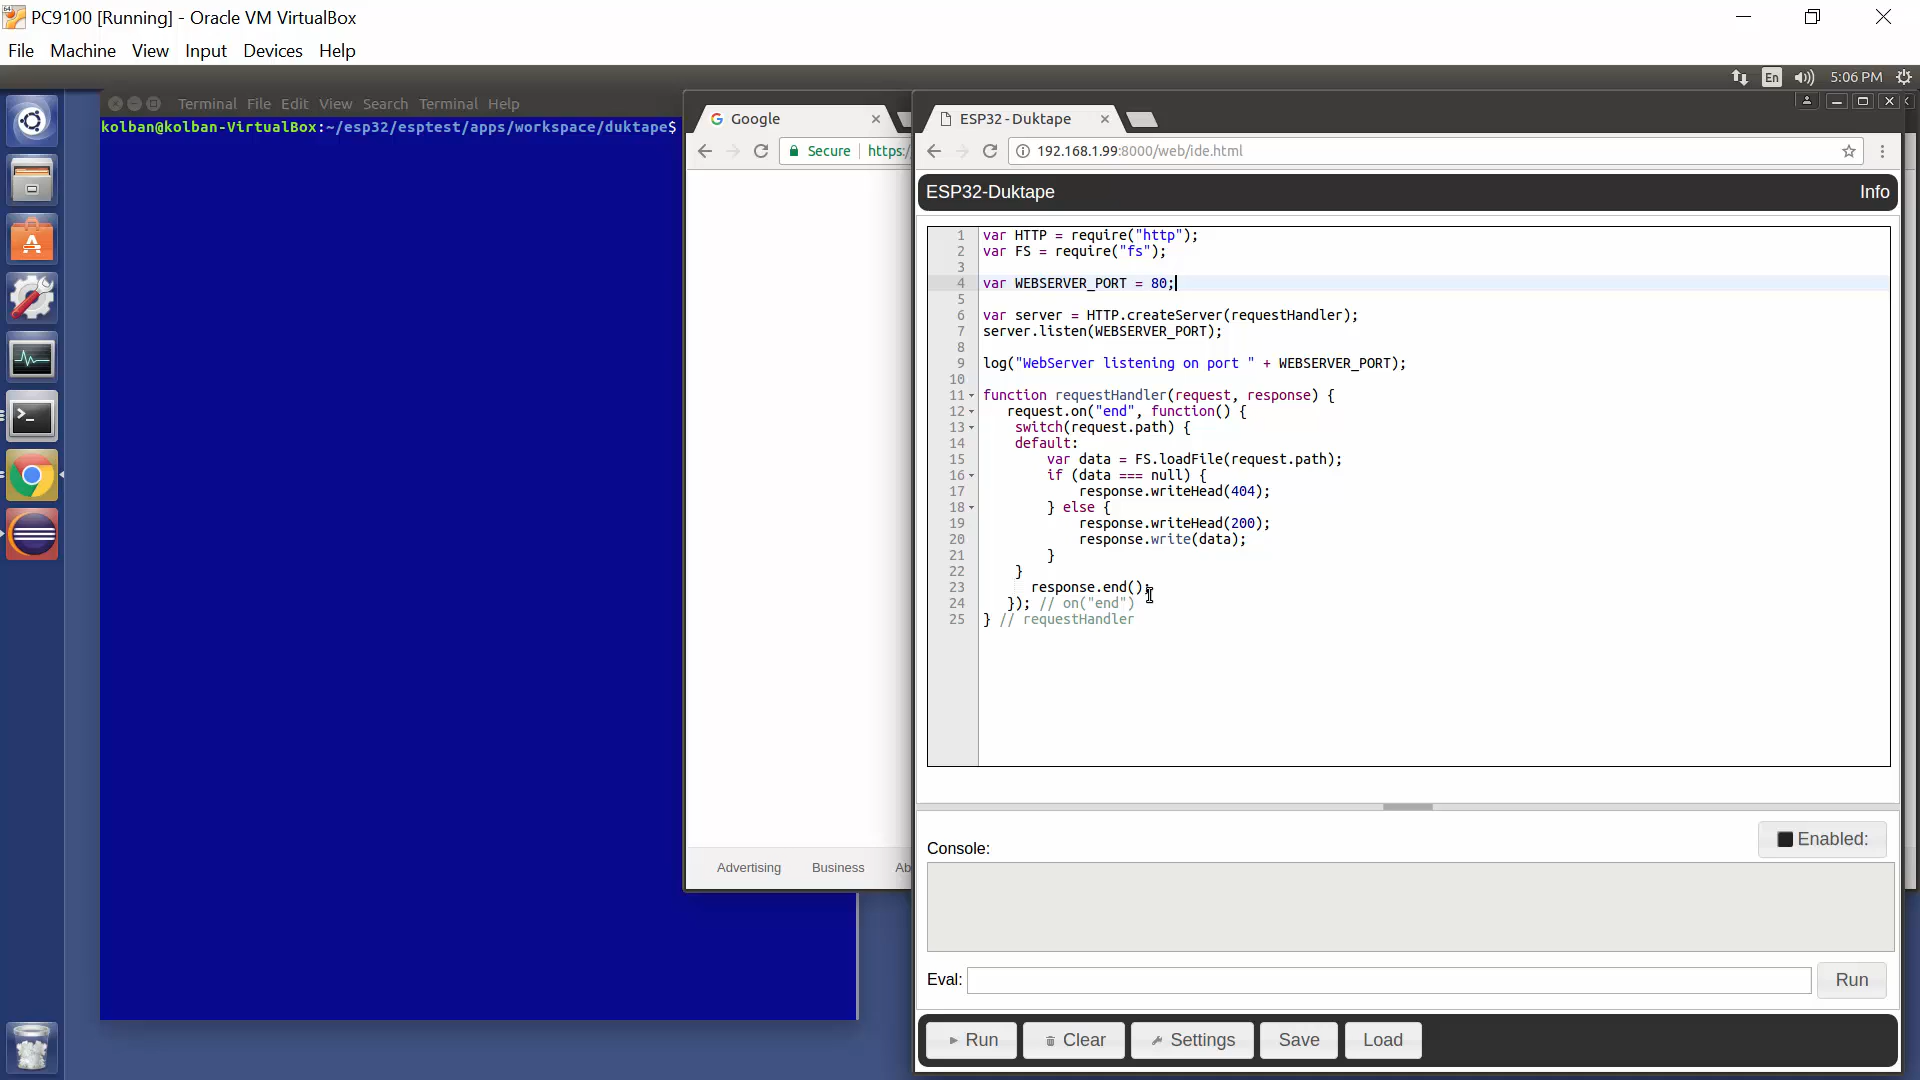 PC9100 [Running] - Oracle VM VirtualBox
File Machine View Input Devices Help
En 5:06 PM
Terminal File Edit View Search Terminal Help
kolban@kolban-VirtualBox:~/esp32/esptest/apps/workspace/duktape$
Google
Secure https:/
Advertising Business Ab
ESP32 - Duktape
192.168.1.99:8000/web/ide.html
ESP32-Duktape Info
1 var HTTP = require("http");
2 var FS = require("fs");
3
4 var WEBSERVER_PORT = 80;
5
6 var server = HTTP.createServer(requestHandler);
7 server.listen(WEBSERVER_PORT);
8
9 log("WebServer listening on port " + WEBSERVER_PORT);
10
11 function requestHandler(request, response) {
12 request.on("end", function() {
13 switch(request.path) {
14 default:
15 var data = FS.loadFile(request.path);
16 if (data === null) {
17 response.writeHead(404);
18 } else {
19 response.writeHead(200);
20 response.write(data);
21 }
22 }
23 response.end();
24 }); // on("end")
25 } // requestHandler
Enabled:
Console:
Eval: Run
Run Clear Settings Save Load